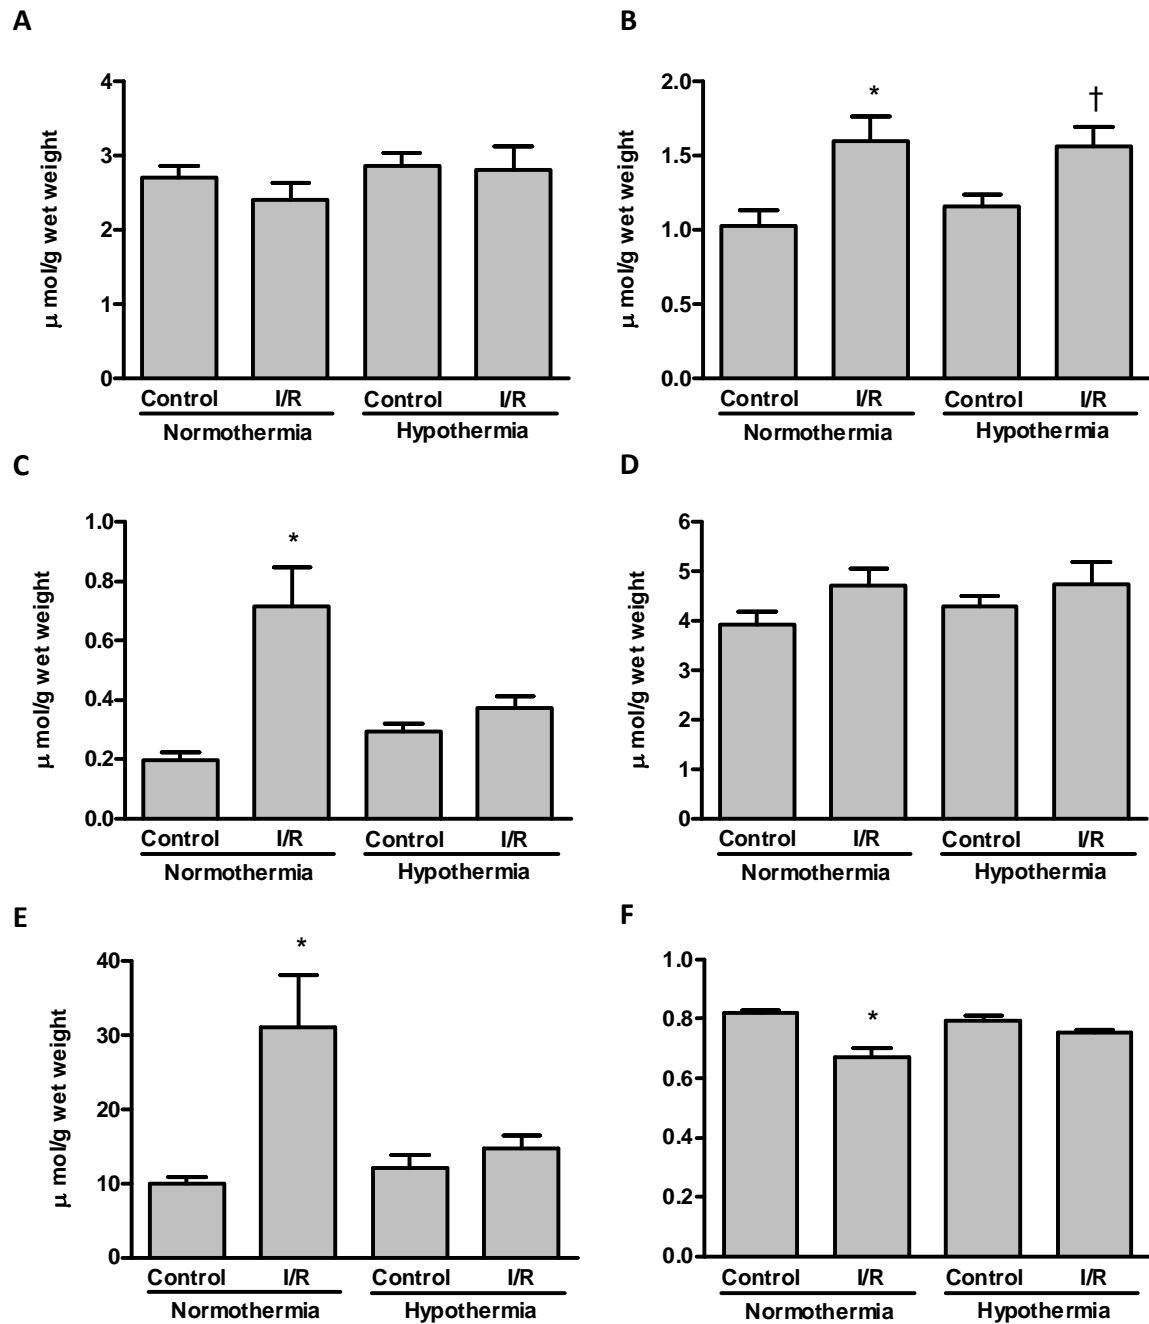 A
μ mol/g wet weight
4
3
2
1
0
Control I/R Control I/R
Normothermia Hypothermia
B
μ mol/g wet weight
2.0
1.5
1.0
0.5
0.0
* †
Control I/R Control I/R
Normothermia Hypothermia
C
μ mol/g wet weight
1.0
0.8
0.6
0.4
0.2
0.0
*
Control I/R Control I/R
Normothermia Hypothermia
D
μ mol/g wet weight
6
5
4
3
2
1
0
Control I/R Control I/R
Normothermia Hypothermia
E
μ mol/g wet weight
40
30
20
10
0
*
Control I/R Control I/R
Normothermia Hypothermia
F
1.0
0.8
0.6
0.4
0.2
0.0
*
Control I/R Control I/R
Normothermia Hypothermia